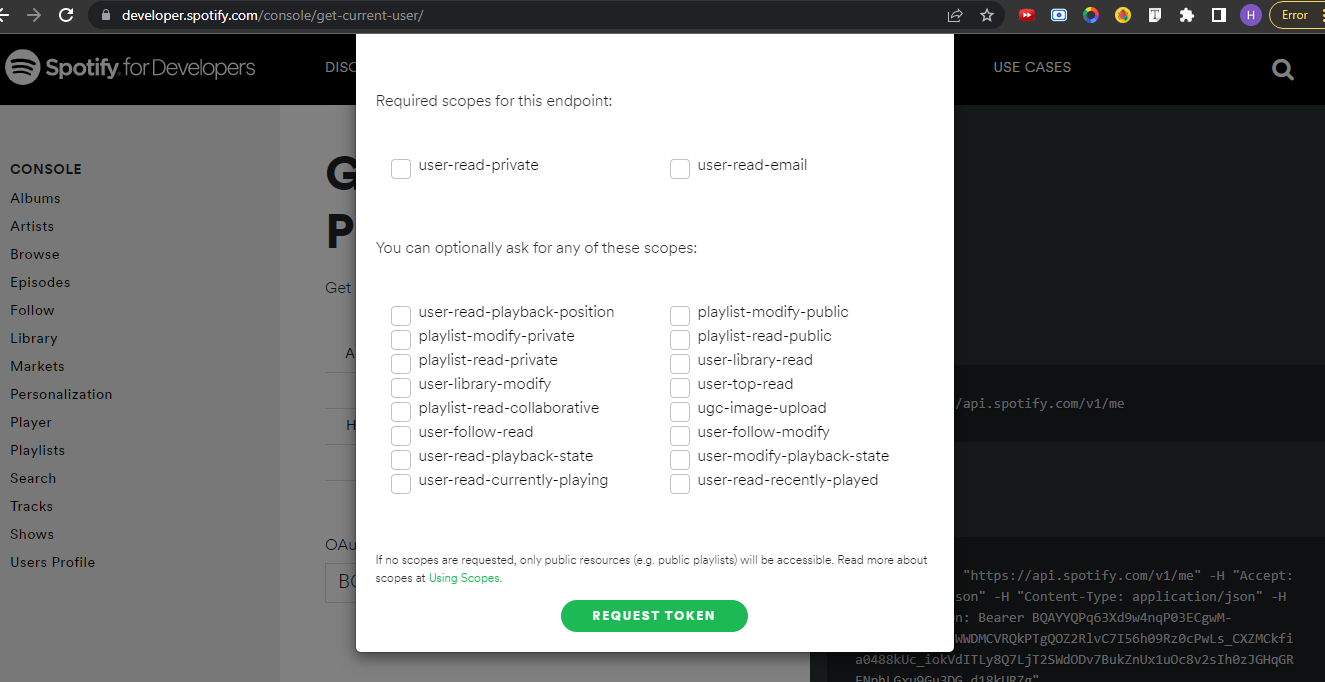 developer.spotify.com/console/get-current-user/
H
Error
Spotify for Developers
DISC
USE CASES
Required scopes for this endpoint:
user-read-private
user-read-email
CONSOLE
Albums
Artists
Browse
Episodes
Follow
Library
Markets
Personalization
Player
Playlists
Search
Tracks
Shows
Users Profile
G
P
Get
A
H
OAu
BQ
You can optionally ask for any of these scopes:
user-read-playback-position
playlist-modify-public
playlist-modify-private
playlist-read-public
playlist-read-private
user-library-read
user-library-modify
user-top-read
playlist-read-collaborative
ugc-image-upload
user-follow-read
user-follow-modify
user-read-playback-state
user-modify-playback-state
user-read-currently-playing
user-read-recently-played
If no scopes are requested, only public resources (e.g. public playlists) will be accessible. Read more about
scopes at Using Scopes.
REQUEST TOKEN
/api.spotify.com/v1/me
"https://api.spotify.com/v1/me" -H "Accept:
son" -H "Content-Type: application/json" -H
n: Bearer BQAYYQPq63Xd9w4nqP03ECgwM-
WWDMCVRQkPTgQOZ2RlvC7I56h09Rz0cPwLs_CXZMCkfi
a0488kUc_iokVdITLy8Q7LjT2SWdODv7BukZnUx1uOc8v2sIh0zJGHqGR